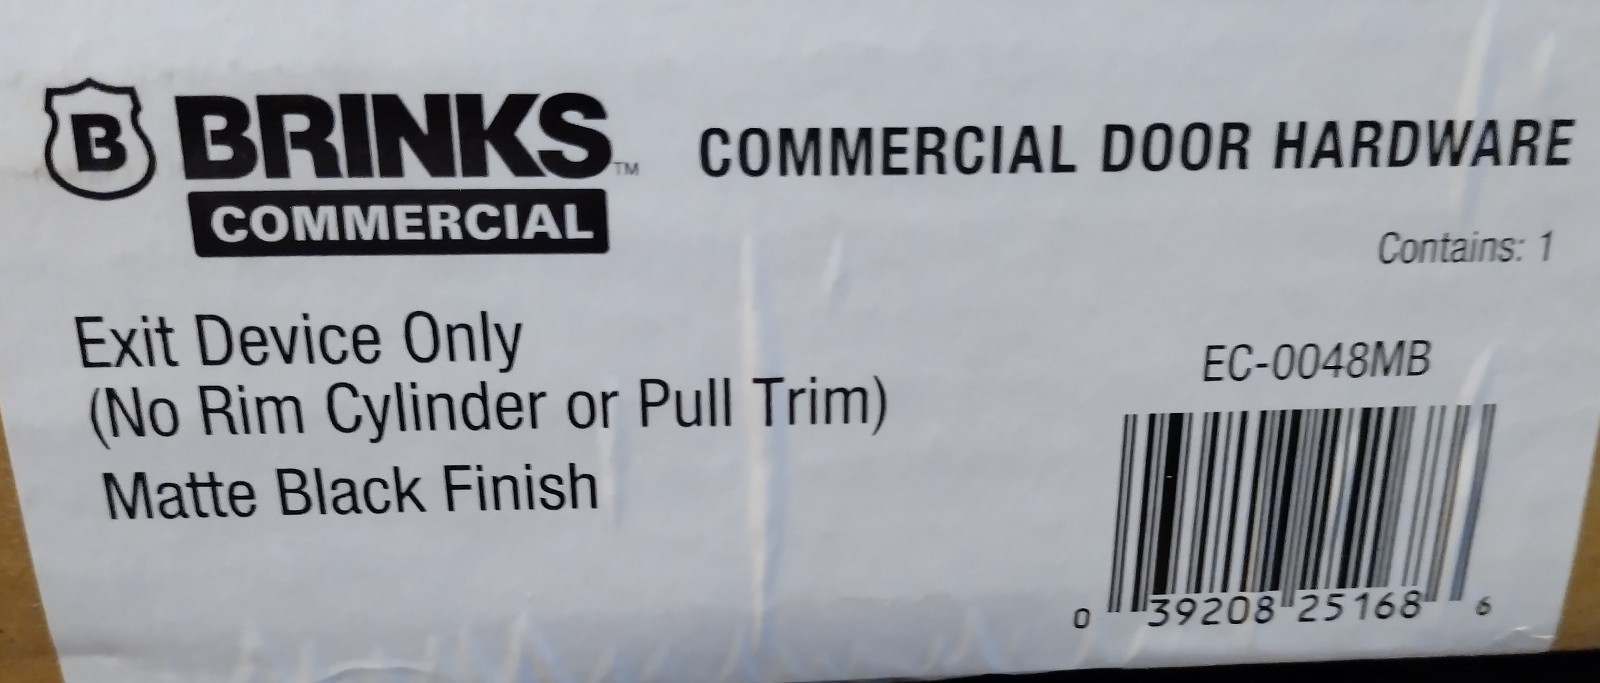 B BRINKS™
COMMERCIAL
COMMERCIAL DOOR HARDWARE
Contains: 1
Exit Device Only
(No Rim Cylinder or Pull Trim)
Matte Black Finish
EC-0048MB
0 39208 25168 6